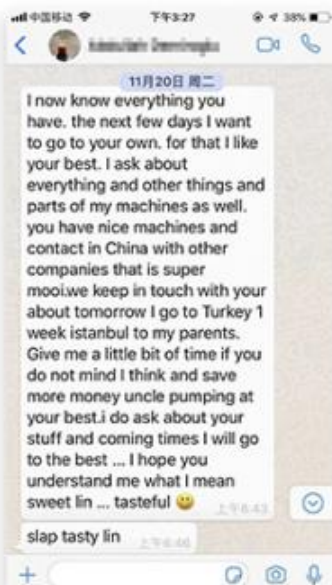 中国移动 下午3:27 38%
11月20日 周二
I now know everything you
have. the next few days I want
to go to your own. for that I like
your best. I ask about
everything and other things and
parts of my machines as well.
you have nice machines and
contact in China with other
companies that is super
mooi.we keep in touch with your
about tomorrow I go to Turkey 1
week istanbul to my parents.
Give me a little bit of time if you
do not mind I think and save
more money uncle pumping at
your best.i do ask about your
stuff and coming times I will go
to the best ... I hope you
understand me what I mean
sweet lin ... tasteful 😀
上午6:43
slap tasty lin
上午6:46